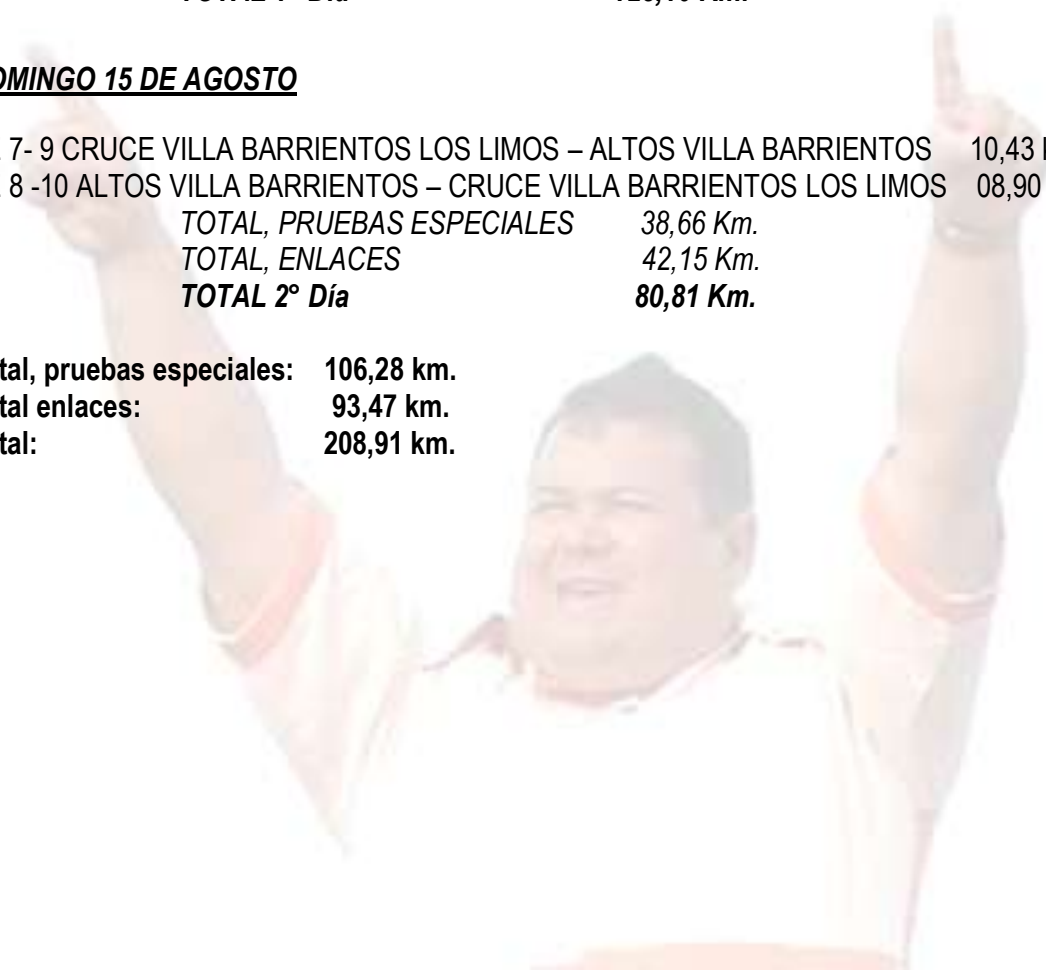 OMINGO 15 DE AGOSTO
. 7- 9 CRUCE VILLA BARRIENTOS LOS LIMOS – ALTOS VILLA BARRIENTOS 10,43
. 8 -10 ALTOS VILLA BARRIENTOS – CRUCE VILLA BARRIENTOS LOS LIMOS 08,90
TOTAL, PRUEBAS ESPECIALES 38,66 Km.
TOTAL, ENLACES 42,15 Km.
TOTAL 2° Día 80,81 Km.
tal, pruebas especiales: 106,28 km.
tal enlaces: 93,47 km.
tal: 208,91 km.